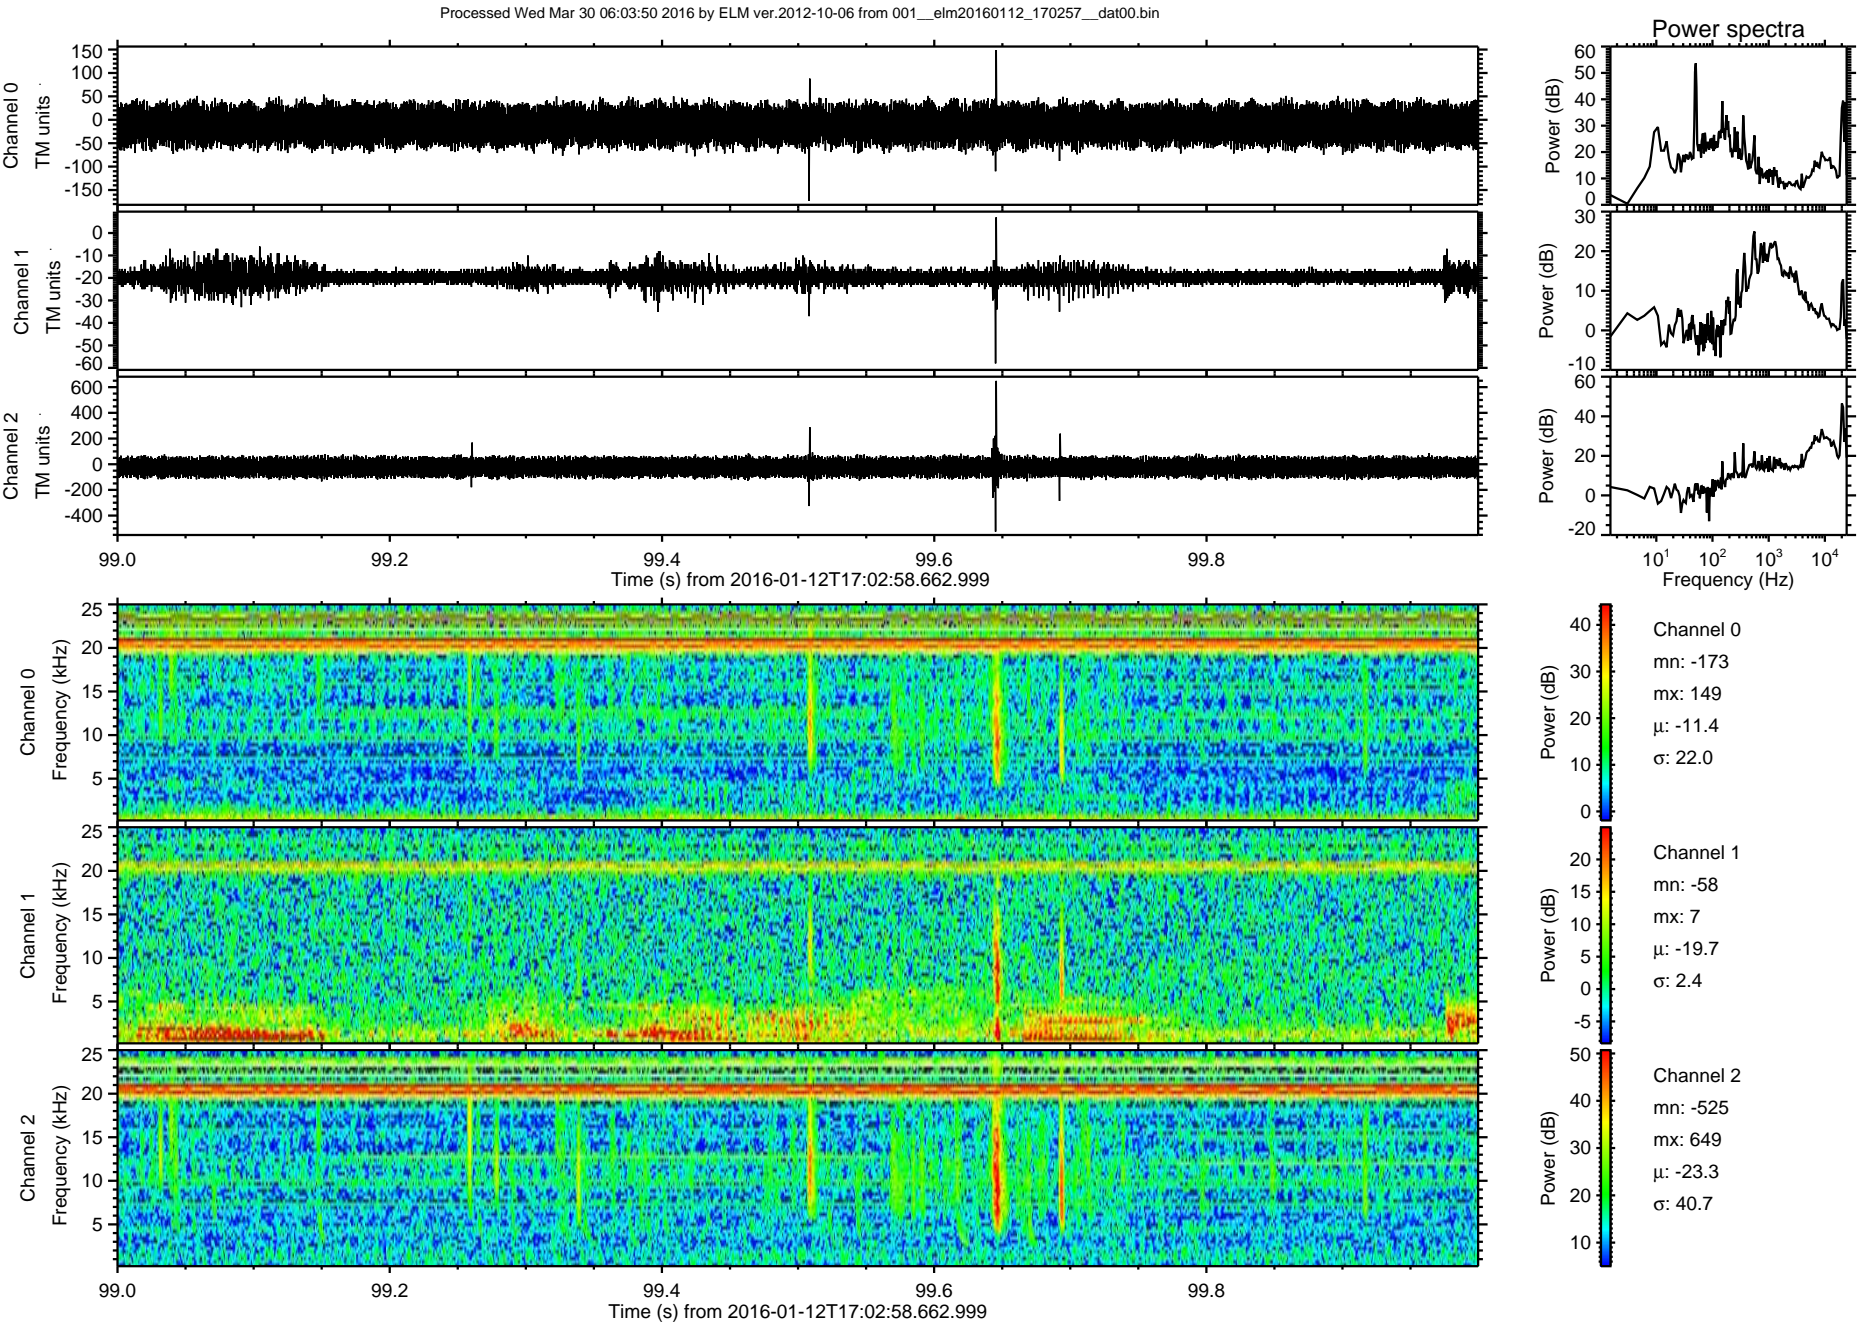 Processed Wed Mar 30 06:03:50 2016 by ELM ver.2012-10-06 from 001__elm20160112_170257__dat00.bin
Power spectra
Channel 0
TM units
150
100
50
0
-50
-100
-150
Power (dB)
60
50
40
30
20
10
0
Channel 1
TM units
0
-10
-20
-30
-40
-50
-60
Power (dB)
30
20
10
0
-10
Channel 2
TM units
600
400
200
0
-200
-400
Power (dB)
60
40
20
0
-20
99.0 99.2 99.4 99.6 99.8
Time (s) from 2016-01-12T17:02:58.662.999
10^1 10^2 10^3 10^4
Frequency (Hz)
Channel 0
Frequency (kHz)
25
20
15
10
5
Power (dB)
40
30
20
10
0
Channel 0
mn: -173
mx: 149
μ: -11.4
σ: 22.0
Channel 1
Frequency (kHz)
25
20
15
10
5
Power (dB)
20
15
10
5
0
-5
Channel 1
mn: -58
mx: 7
μ: -19.7
σ: 2.4
Channel 2
Frequency (kHz)
25
20
15
10
5
Power (dB)
50
40
30
20
10
Channel 2
mn: -525
mx: 649
μ: -23.3
σ: 40.7
99.0 99.2 99.4 99.6 99.8
Time (s) from 2016-01-12T17:02:58.662.999